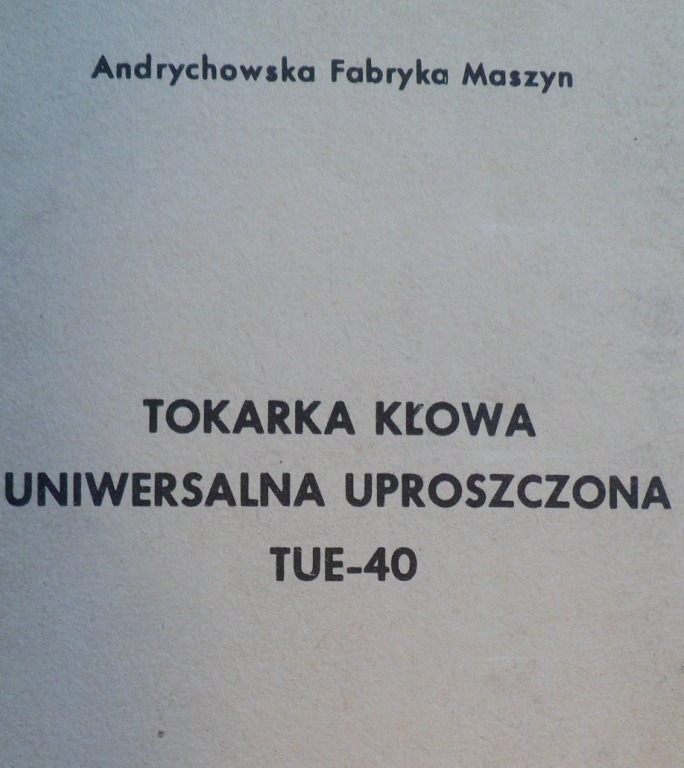 Andrychowska Fabryka Maszyn
TOKARKA KŁOWA
UNIWERSALNA UPROSZCZONA
TUE-40